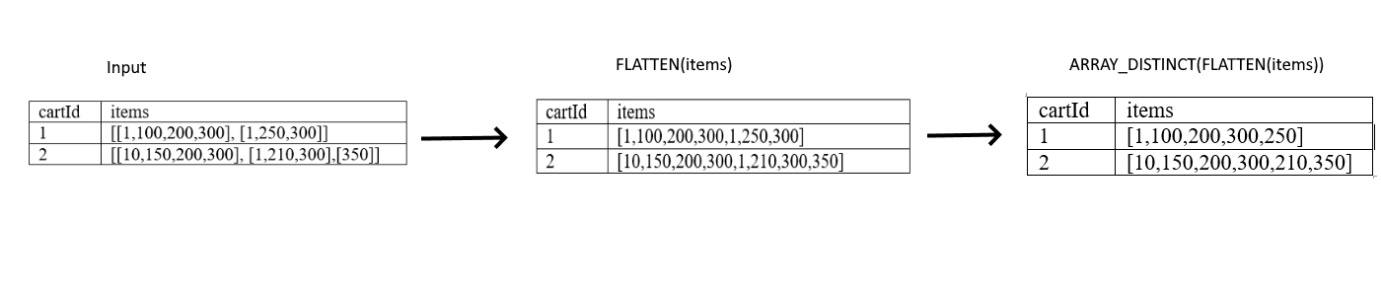 Input
cartId items
1 [[1,100,200,300], [1,250,300]]
2 [[10,150,200,300], [1,210,300],[350]]
FLATTEN(items)
cartId items
1 [1,100,200,300,1,250,300]
2 [10,150,200,300,1,210,300,350]
ARRAY_DISTINCT(FLATTEN(items))
cartId items
1 [1,100,200,300,250]
2 [10,150,200,300,210,350]